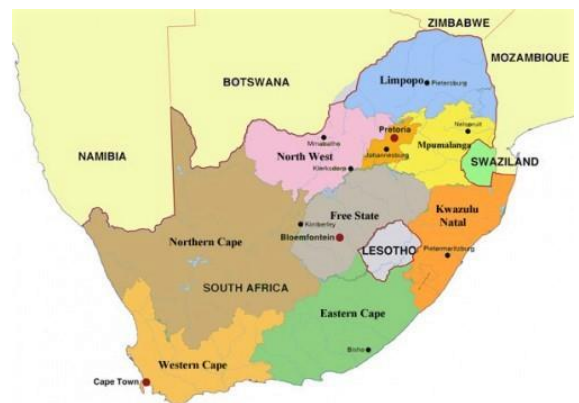 ZIMBABWE
MOZAMBIQUE
BOTSWANA
Limpopo
Pietersburg
NAMIBIA
Pretoria
Nelspruit
Mmabatho
Johannesburg
Mpumalanga
North West
Klerksdorp
SWAZILAND
Kwazulu
Natal
Free State
Kimberley
Northern Cape
Bloemfontein
LESOTHO
Pietermaritzburg
SOUTH AFRICA
Eastern Cape
Bisho
Western Cape
Cape Town